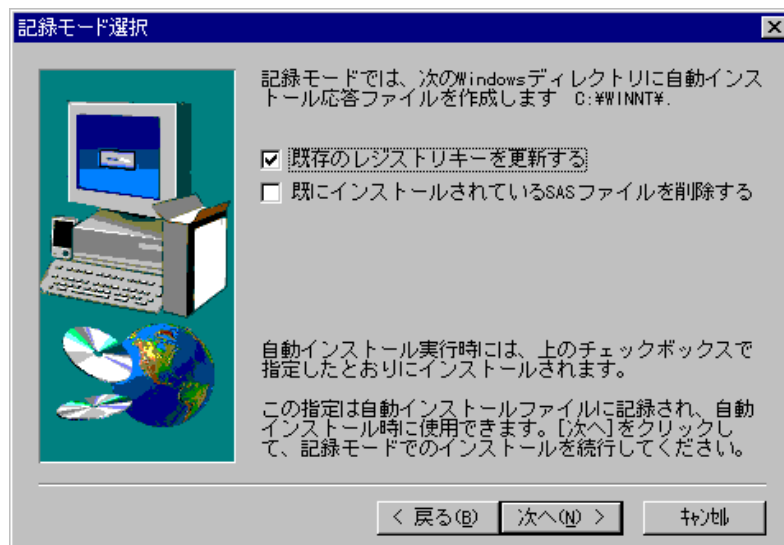 記録モード選択
記録モードでは、次のWindowsディレクトリに自動インス
トール応答ファイルを作成します　C:¥WINNT¥.
既存のレジストリキーを更新する
既にインストールされているSASファイルを削除する
自動インストール実行時には、上のチェックボックスで
指定したとおりにインストールされます。
この指定は自動インストールファイルに記録され、自動
インストール時に使用できます。[次へ]をクリックし
て、記録モードでのインストールを続行してください。
< 戻る(B)
次へ(N) >
ｷｬﾝｾﾙ